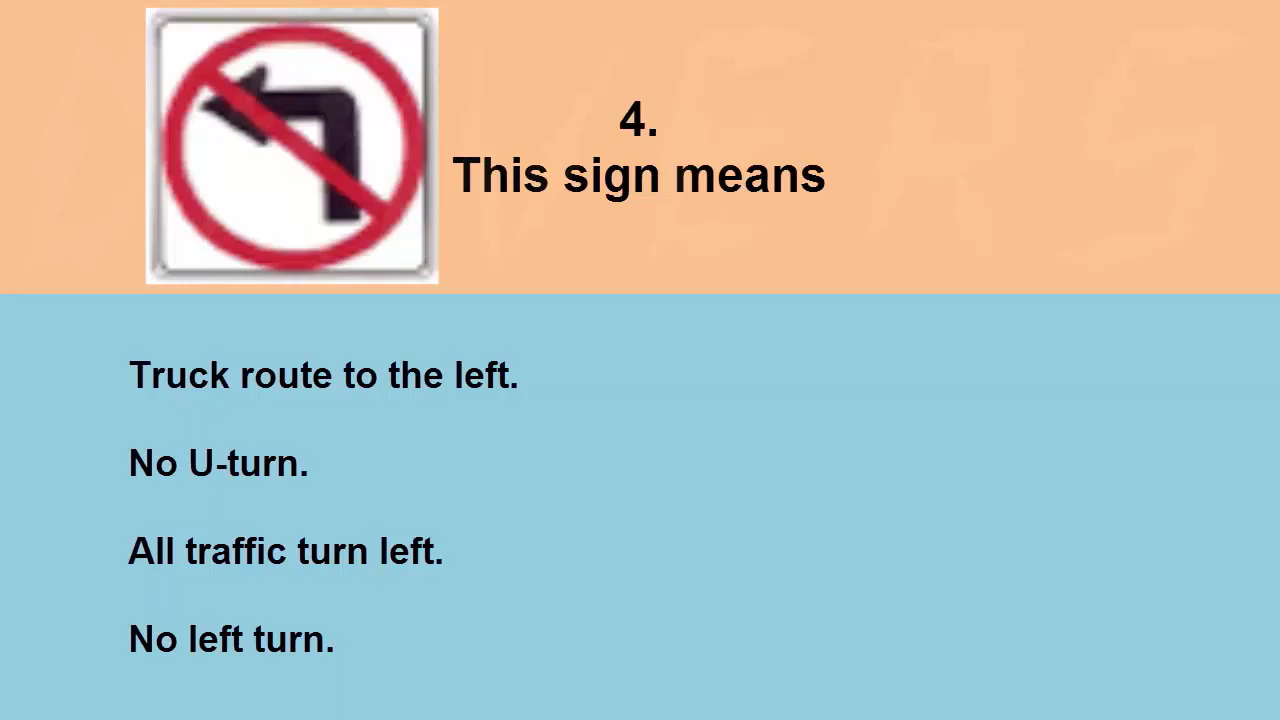 4.
This sign means
Truck route to the left.
No U-turn.
All traffic turn left.
No left turn.